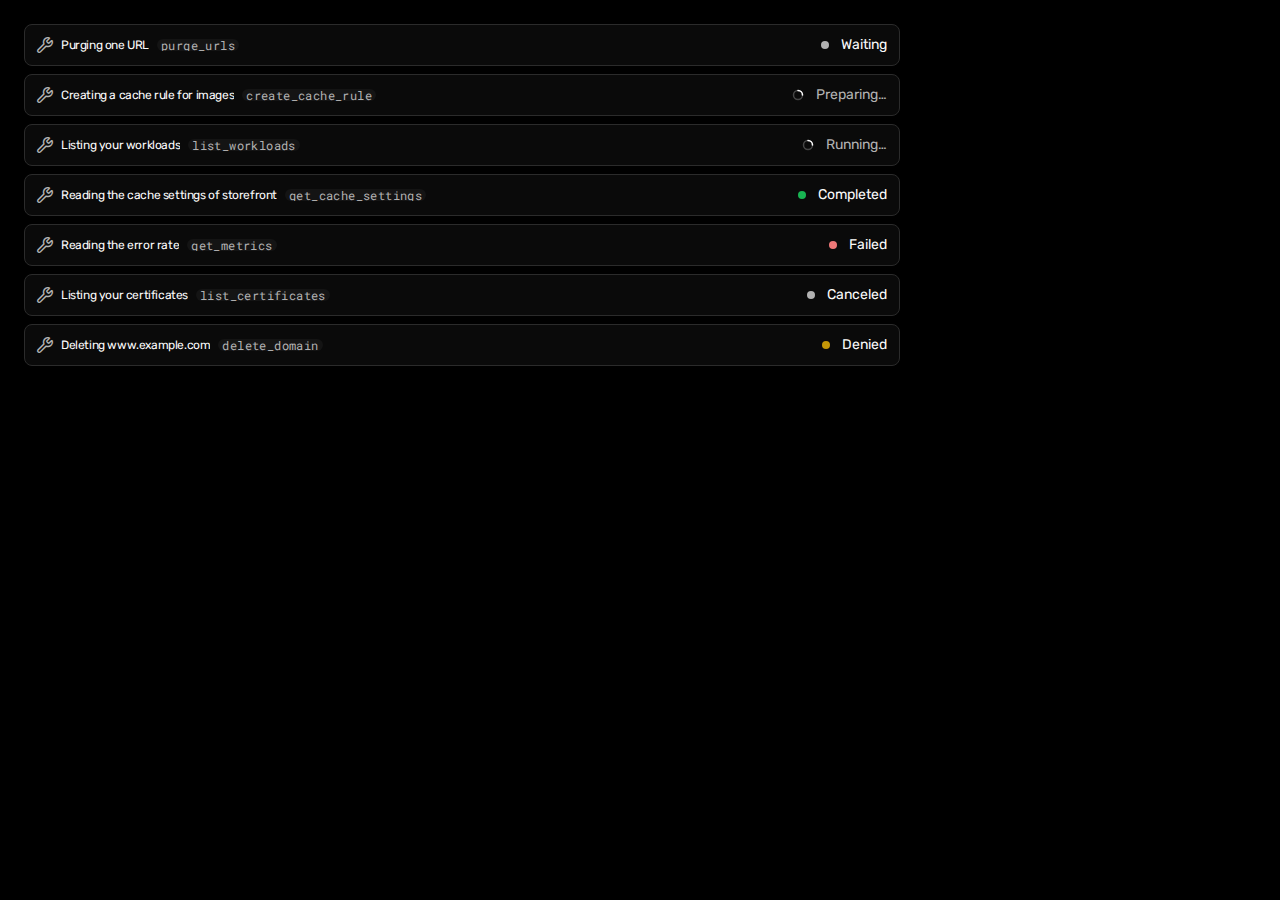 Purging one URL purge_urls Waiting
Creating a cache rule for images create_cache_rule Preparing…
Listing your workloads list_workloads Running…
Reading the cache settings of storefront get_cache_settings Completed
Reading the error rate get_metrics Failed
Listing your certificates list_certificates Canceled
Deleting www.example.com delete_domain Denied